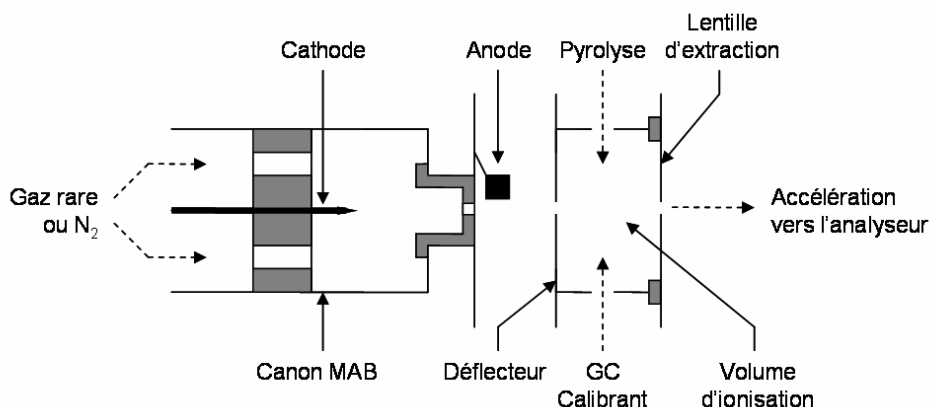 Cathode
Anode
Pyrolyse
Lentille
d'extraction
Gaz rare
ou N₂
Accélération
vers l'analyseur
Canon MAB
Déflecteur
GC
Calibrant
Volume
d'ionisation